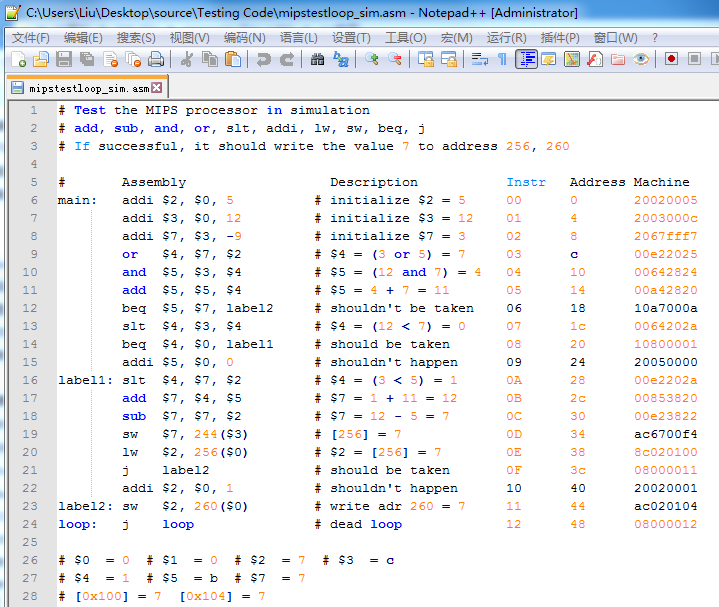 C:\Users\Liu\Desktop\source\Testing Code\mipstestloop_sim.asm - Notepad++ [Administrator]
文件(F) 编辑(E) 搜索(S) 视图(V) 编码(N) 语言(L) 设置(T) 工具(O) 宏(M) 运行(R) 插件(P) 窗口(W) ?
mipstestloop_sim.asm
1 # Test the MIPS processor in simulation
2 # add, sub, and, or, slt, addi, lw, sw, beq, j
3 # If successful, it should write the value 7 to address 256, 260
4
5 # Assembly Description Instr Address Machine
6 main: addi $2, $0, 5 # initialize $2 = 5 00 0 20020005
7 addi $3, $0, 12 # initialize $3 = 12 01 4 2003000c
8 addi $7, $3, -9 # initialize $7 = 3 02 8 2067fff7
9 or $4, $7, $2 # $4 = (3 or 5) = 7 03 c 00e22025
10 and $5, $3, $4 # $5 = (12 and 7) = 4 04 10 00642824
11 add $5, $5, $4 # $5 = 4 + 7 = 11 05 14 00a42820
12 beq $5, $7, label2 # shouldn't be taken 06 18 10a7000a
13 slt $4, $3, $4 # $4 = (12 < 7) = 0 07 1c 0064202a
14 beq $4, $0, label1 # should be taken 08 20 10800001
15 addi $5, $0, 0 # shouldn't happen 09 24 20050000
16 label1: slt $4, $7, $2 # $4 = (3 < 5) = 1 0A 28 00e2202a
17 add $7, $4, $5 # $7 = 1 + 11 = 12 0B 2c 00853820
18 sub $7, $7, $2 # $7 = 12 - 5 = 7 0C 30 00e23822
19 sw $7, 244($3) # [256] = 7 0D 34 ac6700f4
20 lw $2, 256($0) # $2 = [256] = 7 0E 38 8c020100
21 j label2 # should be taken 0F 3c 08000011
22 addi $2, $0, 1 # shouldn't happen 10 40 20020001
23 label2: sw $2, 260($0) # write adr 260 = 7 11 44 ac020104
24 loop: j loop # dead loop 12 48 08000012
25
26 # $0 = 0 # $1 = 0 # $2 = 7 # $3 = c
27 # $4 = 1 # $5 = b # $7 = 7
28 # [0x100] = 7 [0x104] = 7